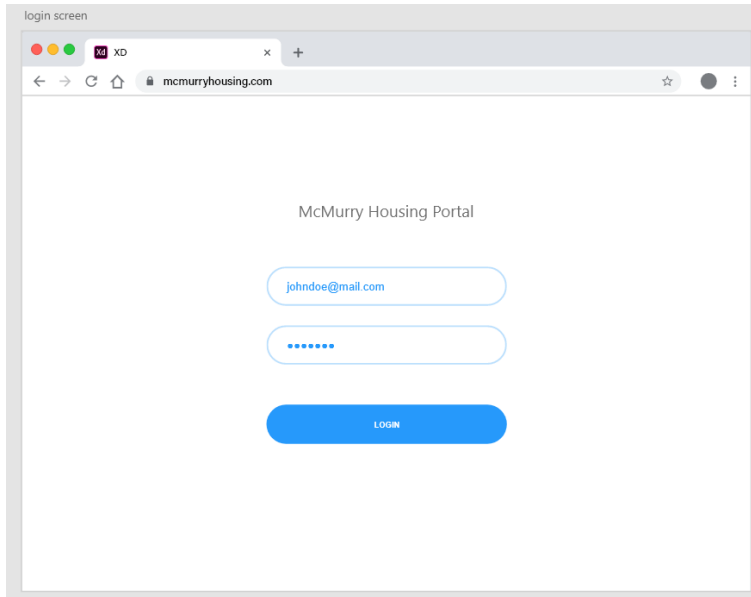 login screen
Xd XD
mcmurryhousing.com
McMurry Housing Portal
johndoe@mail.com
LOGIN